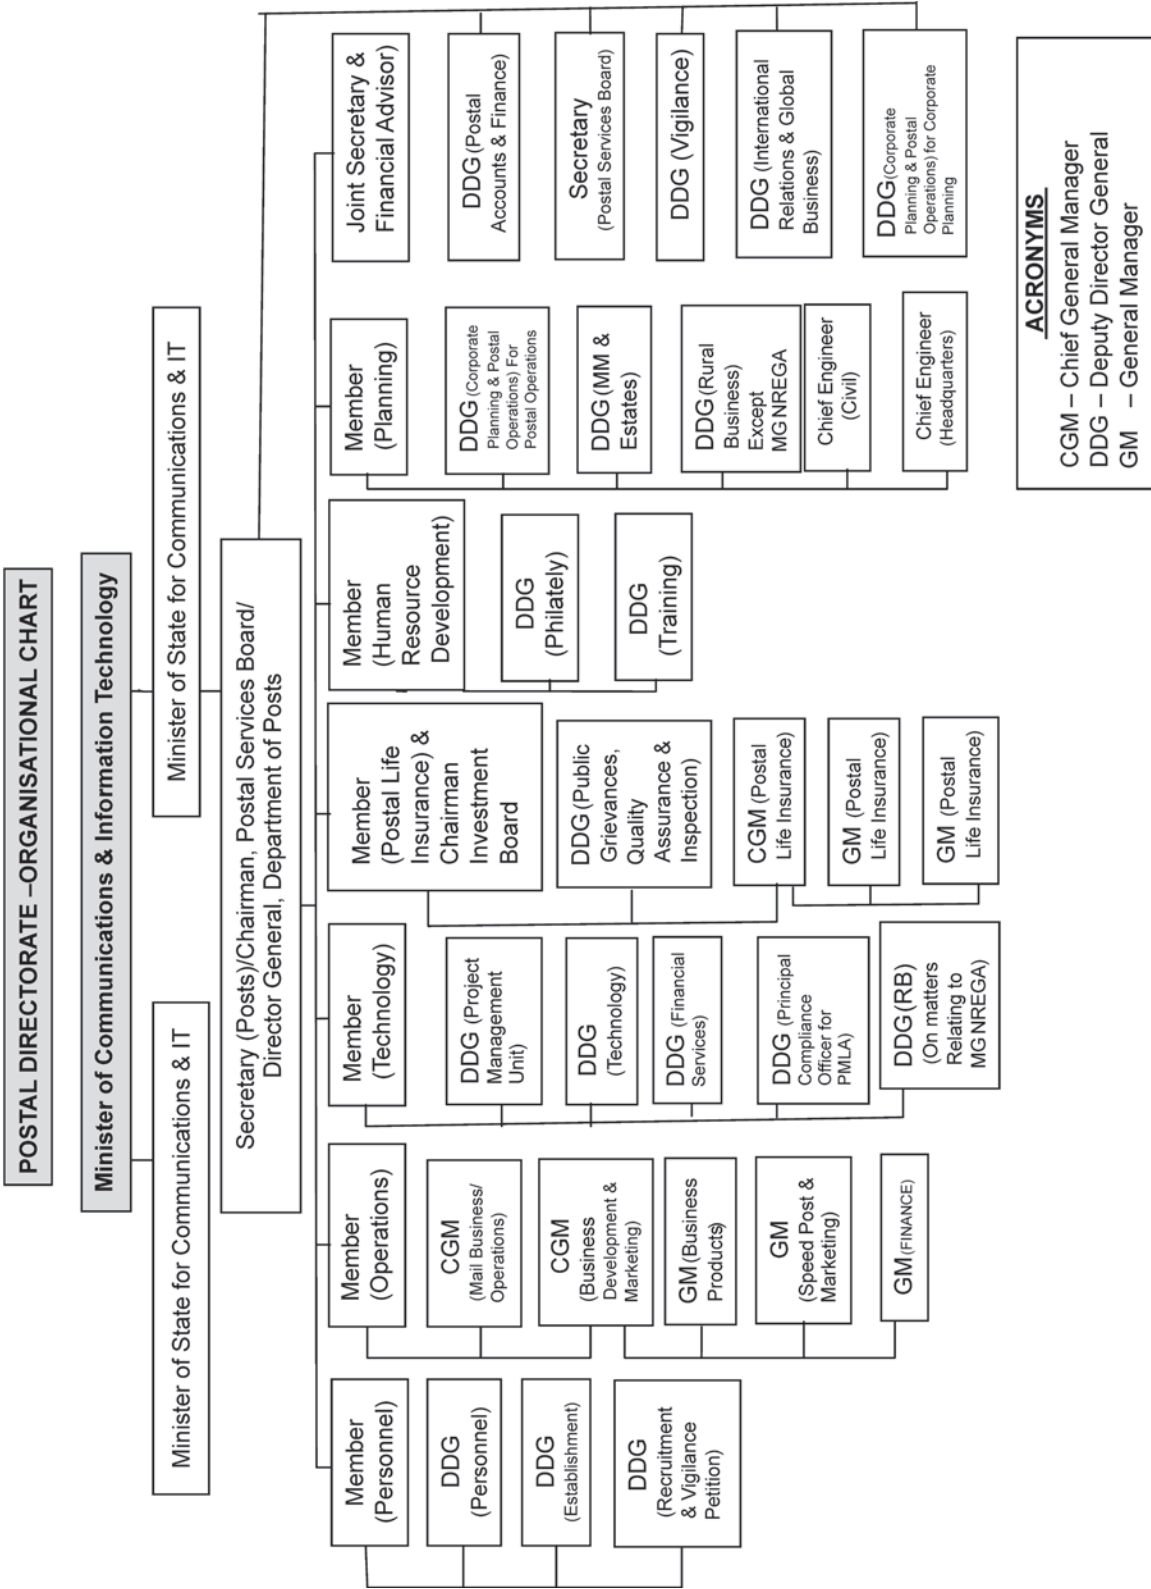 POSTAL DIRECTORATE –ORGANISATIONAL CHART
Minister of Communications & Information Technology
Minister of State for Communications & IT
Minister of State for Communications & IT
Secretary (Posts)/Chairman, Postal Services Board/
Director General, Department of Posts
Member
(Personnel)
DDG
(Personnel)
DDG
(Establishment)
DDG
(Recruitment
& Vigilance
Petition)
Member
(Operations)
CGM
(Mail Business/
Operations)
CGM
(Business
Development &
Marketing)
GM (Business
Products)
GM
(Speed Post &
Marketing)
GM (FINANCE)
Member
(Technology)
DDG (Project
Management
Unit)
DDG
(Technology)
DDG (Financial
Services)
DDG (Principal
Compliance
Officer for
PMLA)
DDG (RB)
(On matters
Relating to
MGNREGA)
Member
(Postal Life
Insurance) &
Chairman
Investment
Board
DDG (Public
Grievances,
Quality
Assurance &
Inspection)
CGM (Postal
Life Insurance)
GM (Postal
Life Insurance)
GM (Postal
Life Insurance)
Member
(Human
Resource
Development)
DDG
(Philately)
DDG
(Training)
Member
(Planning)
DDG (Corporate
Planning & Postal
Operations) For
Postal Operations
DDG (MM &
Estates)
DDG (Rural
Business)
Except
MGNREGA
Chief Engineer
(Civil)
Chief Engineer
(Headquarters)
Joint Secretary &
Financial Advisor)
DDG (Postal
Accounts & Finance)
Secretary
(Postal Services Board)
DDG (Vigilance)
DDG (International
Relations & Global
Business)
DDG (Corporate
Planning & Postal
Operations) for Corporate
Planning
ACRONYMS
CGM – Chief General Manager
DDG – Deputy Director General
GM – General Manager